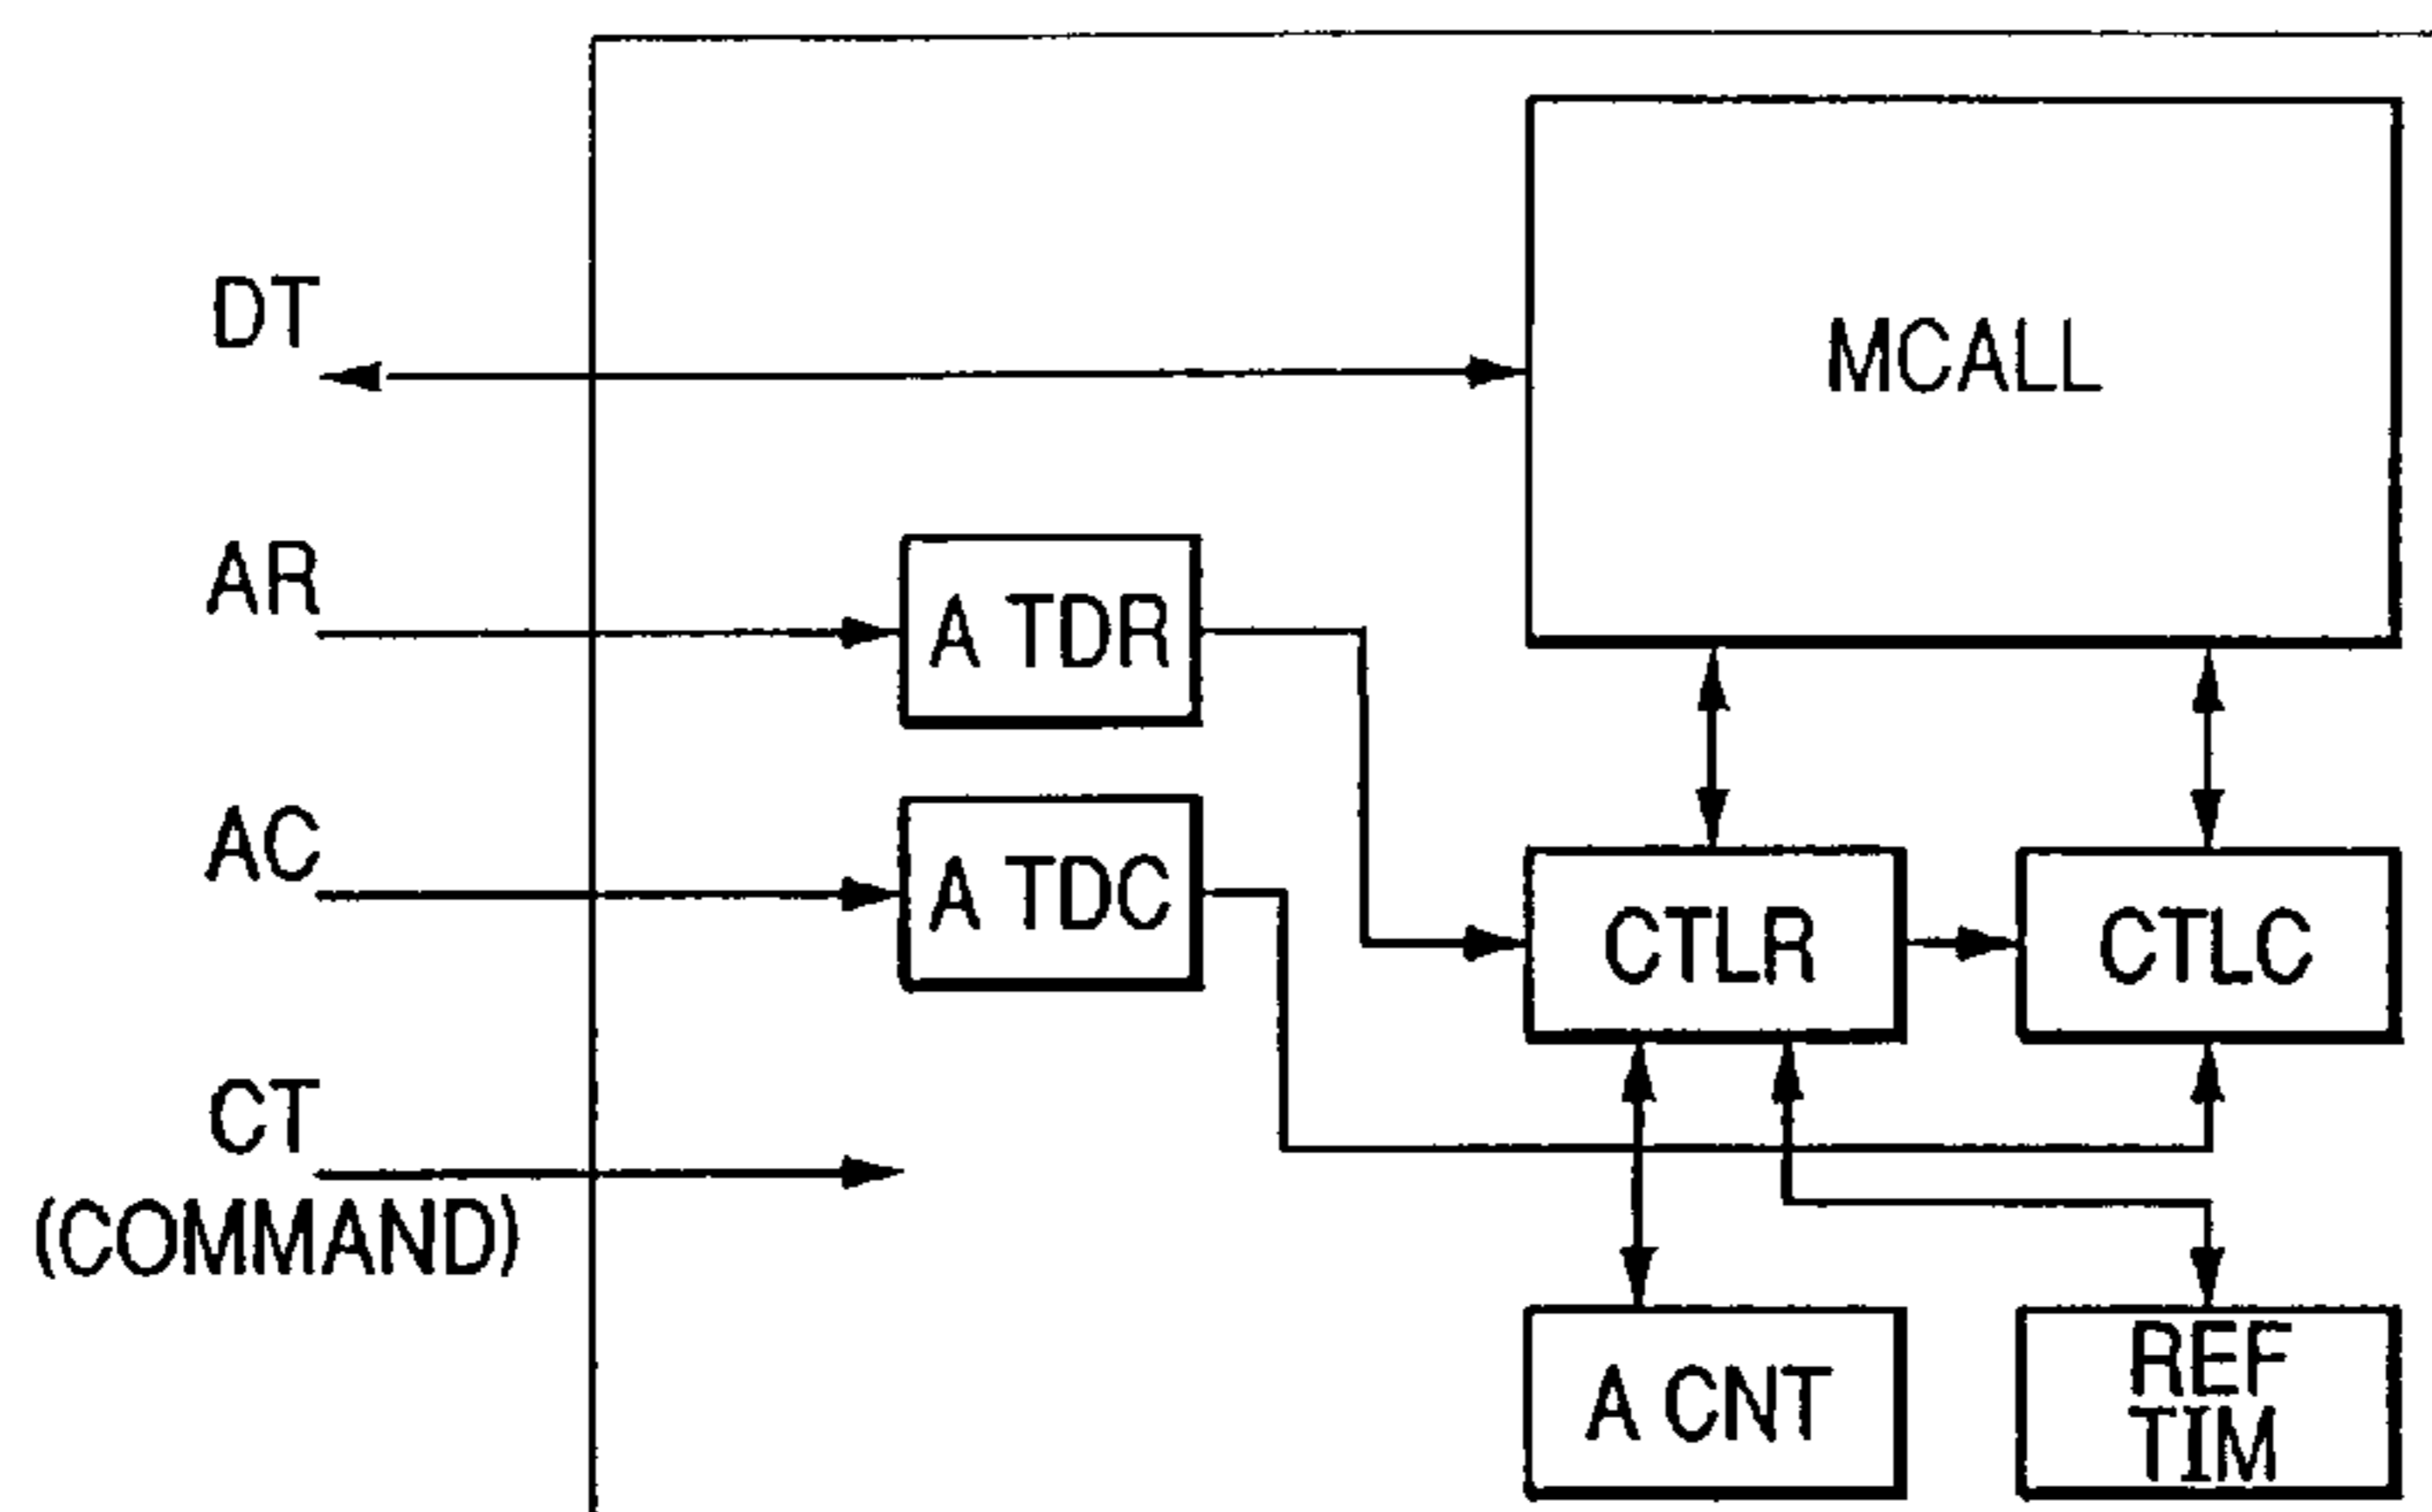 DT
MCALL
AR
A TDR
AC
A TDC
CTLR
CTLC
CT
(COMMAND)
A CNT
REF
TIM